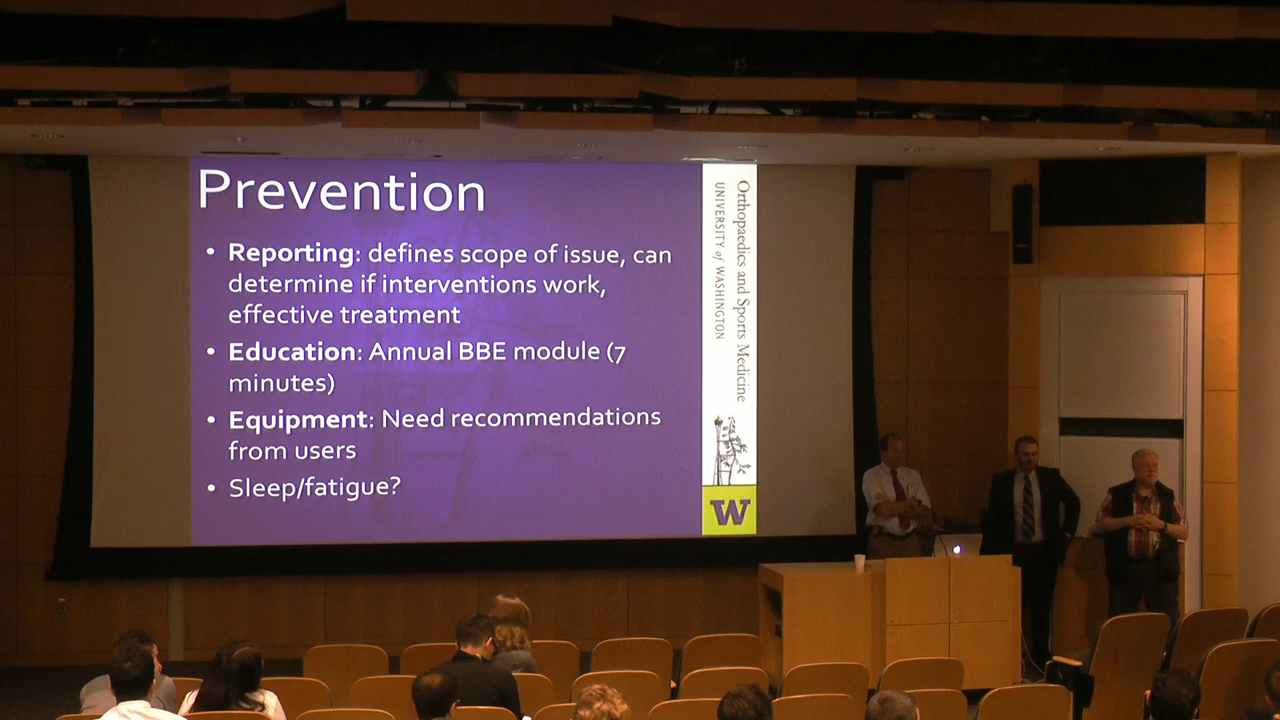 Prevention
• Reporting: defines scope of issue, can
determine if interventions work,
effective treatment
• Education: Annual BBE module (7
minutes)
• Equipment: Need recommendations
from users
• Sleep/fatigue?
Orthopaedics and Sports Medicine
UNIVERSITY of WASHINGTON
W